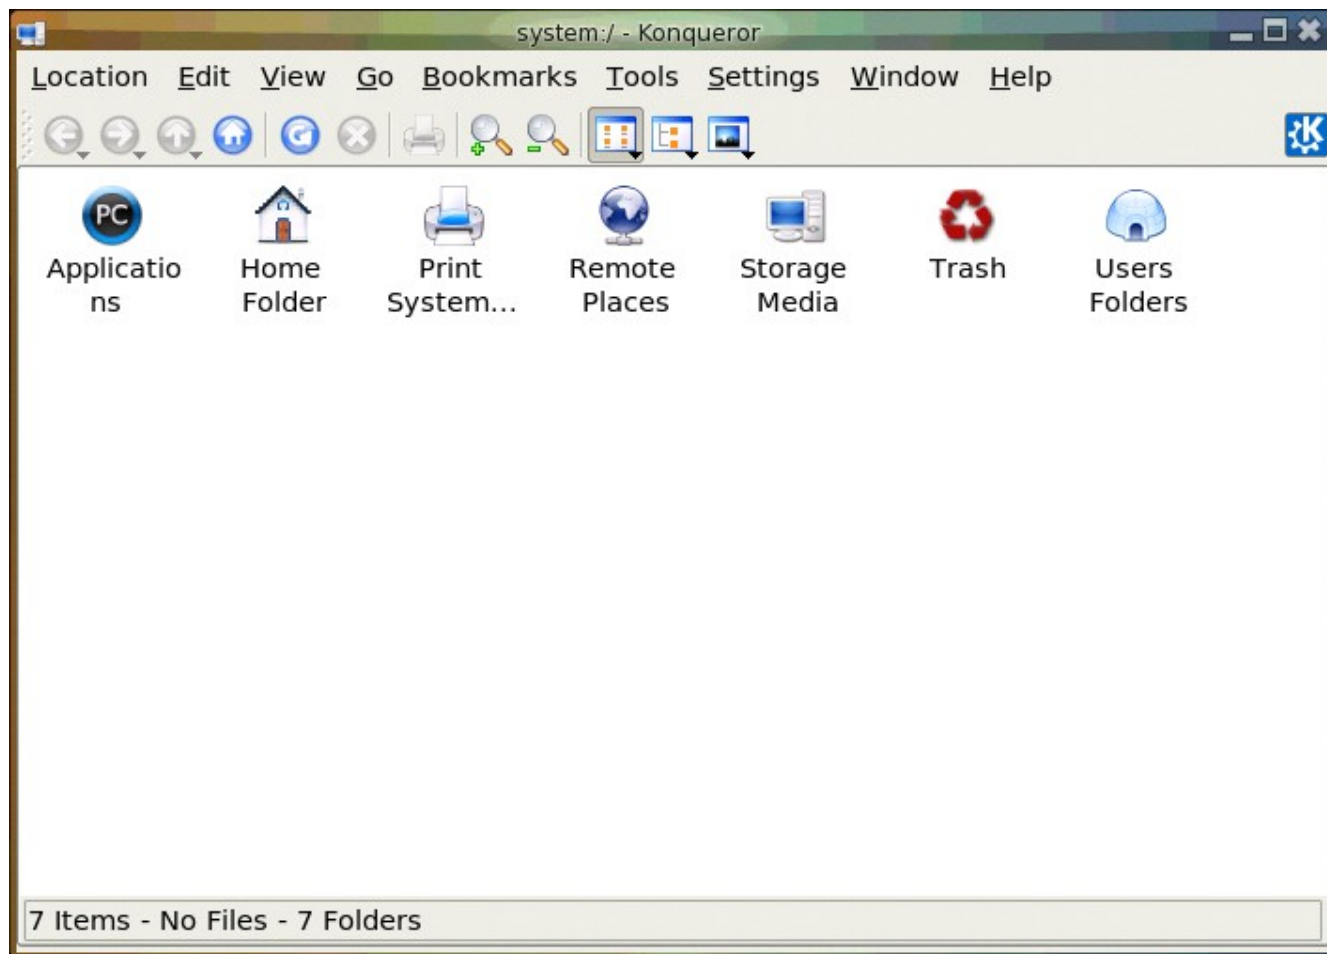 system:/ - Konqueror
Location Edit View Go Bookmarks Tools Settings Window Help
K
PC
Applicatio
ns
Home
Folder
Print
System...
Remote
Places
Storage
Media
Trash
Users
Folders
7 Items - No Files - 7 Folders